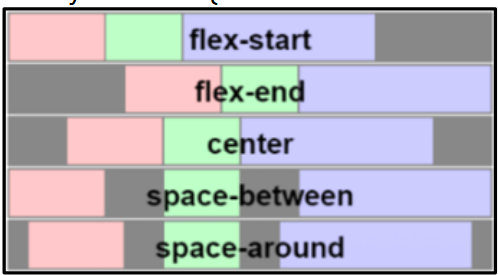 flex-start
flex-end
center
space-between
space-around